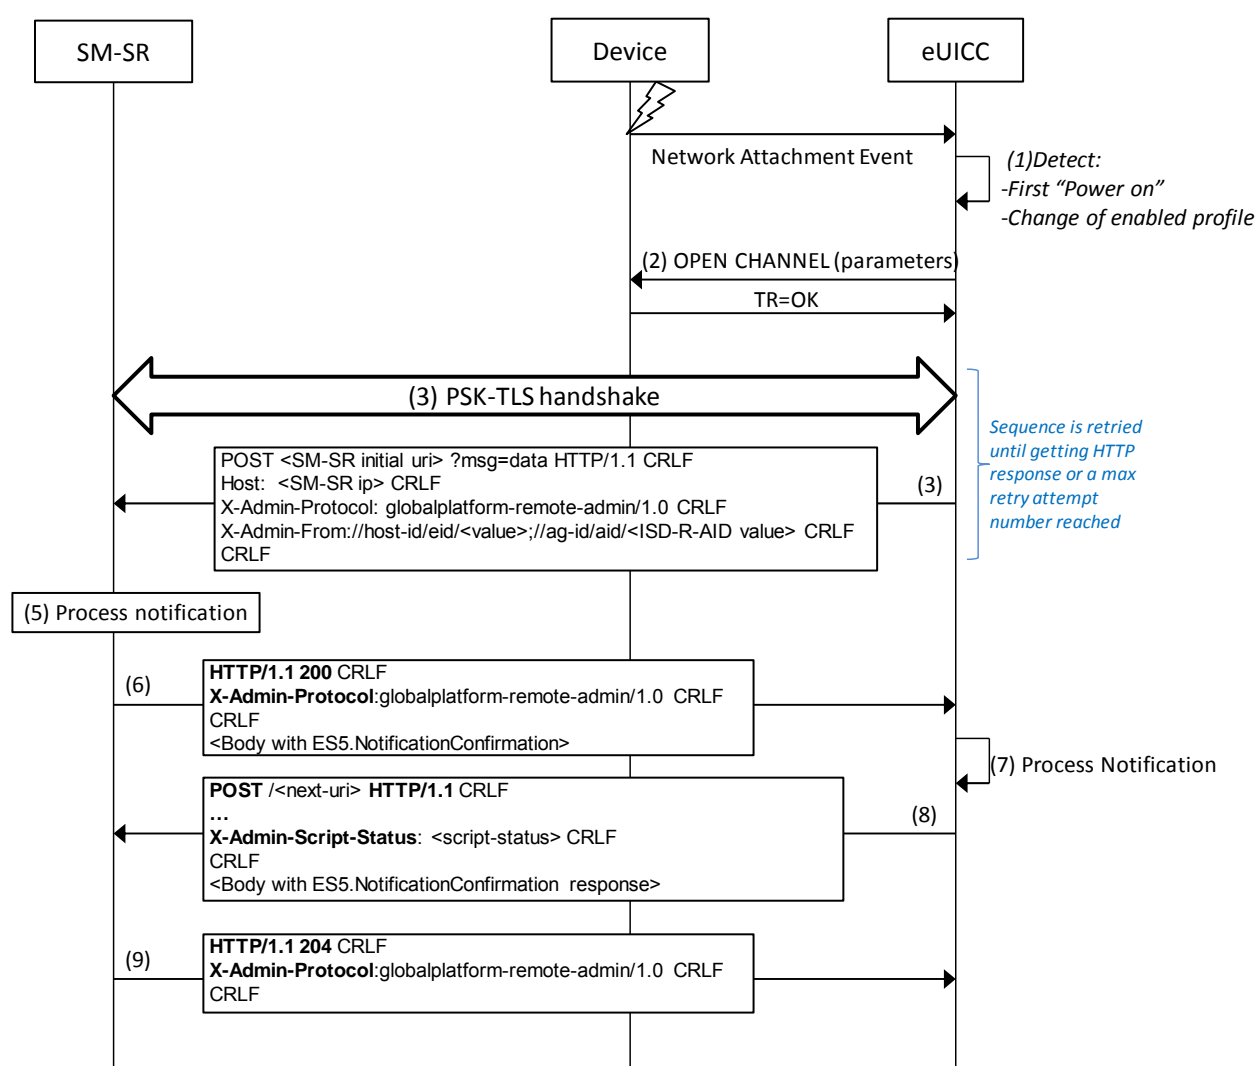 SM-SR
Device
eUICC
Network Attachment Event
(1)Detect:
-First “Power on”
-Change of enabled profile
(2) OPEN CHANNEL (parameters)
TR=OK
(3) PSK-TLS handshake
Sequence is retried
until getting HTTP
response or a max
retry attempt
number reached
POST <SM-SR initial uri> ?msg=data HTTP/1.1 CRLF
Host: <SM-SR ip> CRLF
X-Admin-Protocol: globalplatform-remote-admin/1.0 CRLF
X-Admin-From://host-id/eid/<value>;//ag-id/aid/<ISD-R-AID value> CRLF
CRLF
(3)
(5) Process notification
(6)
HTTP/1.1 200 CRLF
X-Admin-Protocol:globalplatform-remote-admin/1.0 CRLF
CRLF
<Body with ES5.NotificationConfirmation>
(7) Process Notification
POST /<next-uri> HTTP/1.1 CRLF
...
X-Admin-Script-Status: <script-status> CRLF
CRLF
<Body with ES5.NotificationConfirmation response>
(8)
(9)
HTTP/1.1 204 CRLF
X-Admin-Protocol:globalplatform-remote-admin/1.0 CRLF
CRLF